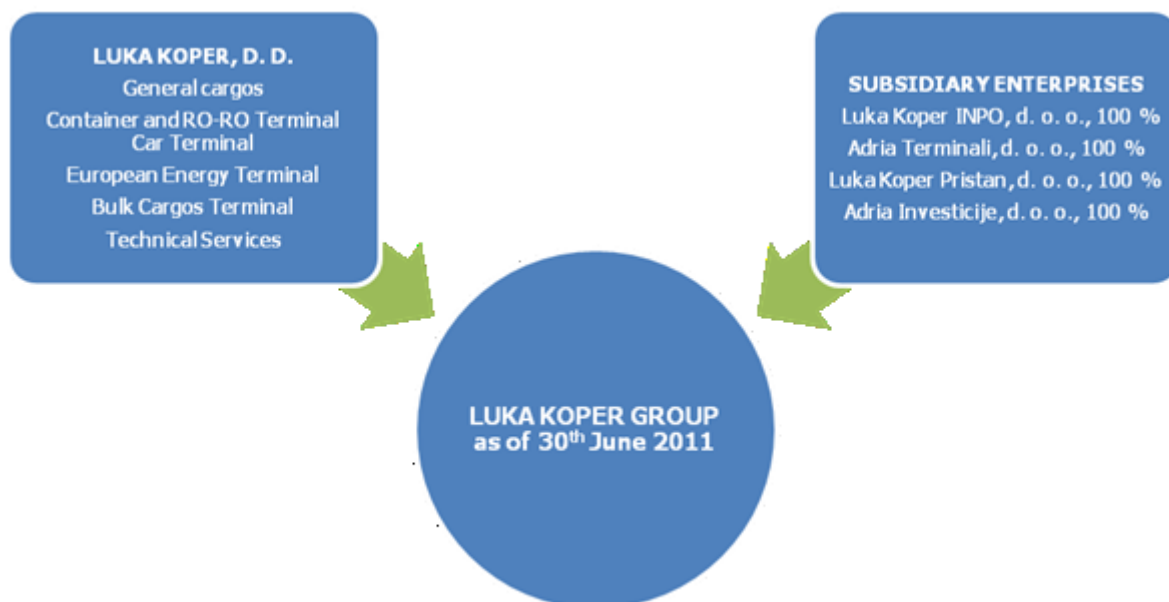 LUKA KOPER, D. D.
General cargos
Container and RO-RO Terminal
Car Terminal
European Energy Terminal
Bulk Cargos Terminal
Technical Services
SUBSIDIARY ENTERPRISES
Luka Koper INPO, d. o. o., 100 %
Adria Terminali, d. o. o., 100 %
Luka Koper Pristan, d. o. o., 100 %
Adria Investicije, d. o. o., 100 %
LUKA KOPER GROUP
as of 30th June 2011